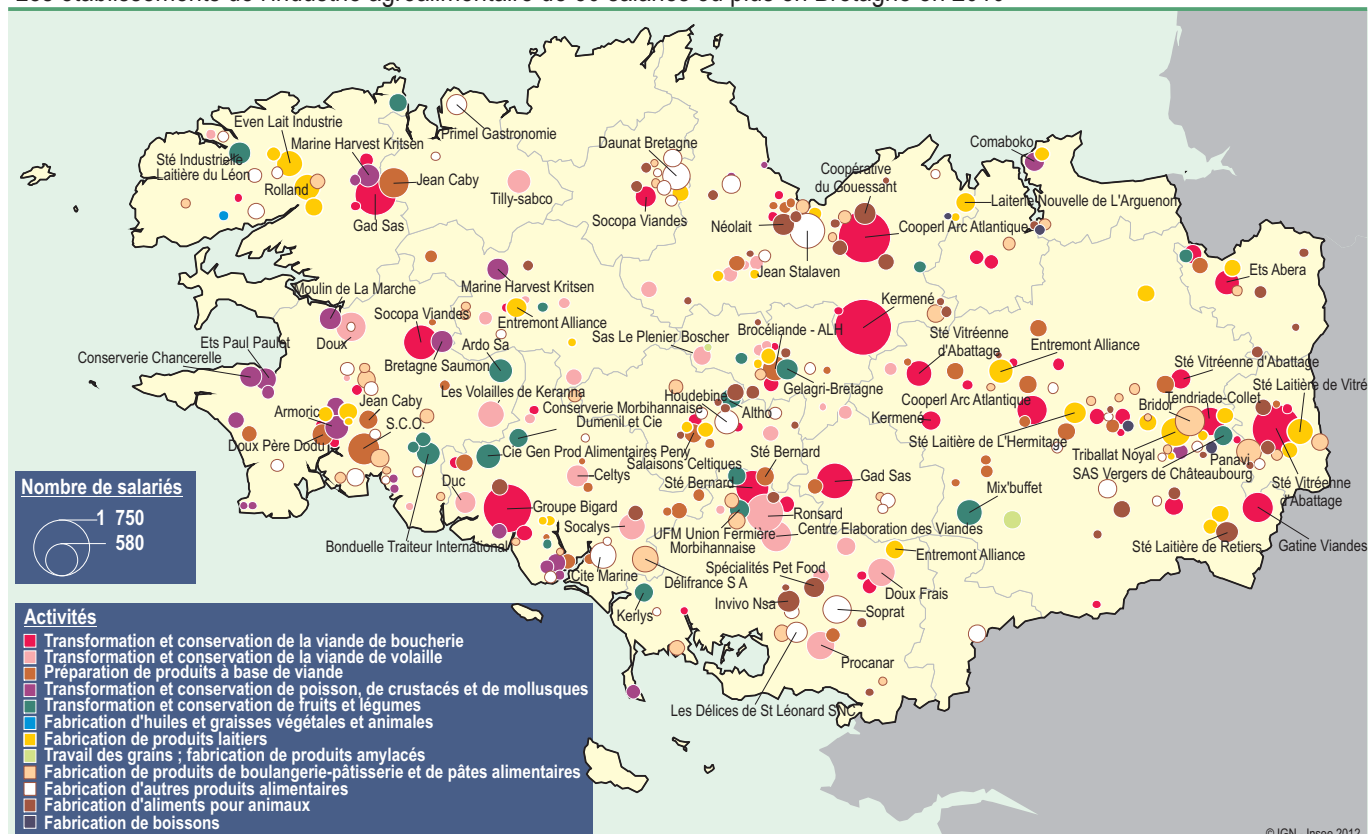 Even Lait Industrie
Primel Gastronomie
Daunat Bretagne
Comaboko
Marine Harvest Kritsen
Sté Industrielle
Laitière du Léon
Rolland
Jean Caby
Tilly-sabco
Gad Sas
Socopa Viandes
Coopérative
du Gouessant
Laiterie Nouvelle de L'Arguenon
Néolait
Cooperl Arc Atlantique
Jean Stalaven
Ets Abera
Moulin de La Marche
Marine Harvest Kritsen
Entremont Alliance
Kermené
Socopa Viandes
Doux
Ets Paul Paulet
Conserverie Chancerelle
Bretagne Saumon
Ardo Sa
Sas Le Plenier Boscher
Brocéliande - ALH
Sté Vitréenne
d'Abattage
Entremont Alliance
Sté Vitréenne d'Abattage
Sté Laitière de Vitré
Gelagri-Bretagne
Les Volailles de Keranna
Houdebine
Altho
Cooperl Arc Atlantique
Kermené
Tendriade-Collet
Bridor
Armoric
Jean Caby
S.C.O.
Doux Père Dodu
Conserverie Morbihannaise
Dumenil et Cie
Cie Gen Prod Alimentaires Peny
Salaisons Celtiques
Sté Laitière de L'Hermitage
Triballat Noyal
Panavi
SAS Vergers de Châteaubourg
Sté Vitréenne
d'Abattage
Celtys
Sté Bernard
Sté Bernard
Gad Sas
Mix'buffet
Duc
Groupe Bigard
Socalys
Ronsard
UFM Union Fermière
Morbihannaise
Centre Elaboration des Viandes
Bonduelle Traiteur International
Entremont Alliance
Sté Laitière de Retiers
Gatine Viandes
Cite Marine
Délifrance S A
Spécialités Pet Food
Doux Frais
Invivo Nsa
Soprat
Kerlys
Procanar
Les Délices de St Léonard SNC
Nombre de salariés
1 750
580
Activités
Transformation et conservation de la viande de boucherie
Transformation et conservation de la viande de volaille
Préparation de produits à base de viande
Transformation et conservation de poisson, de crustacés et de mollusques
Transformation et conservation de fruits et légumes
Fabrication d'huiles et graisses végétales et animales
Fabrication de produits laitiers
Travail des grains ; fabrication de produits amylacés
Fabrication de produits de boulangerie-pâtisserie et de pâtes alimentaires
Fabrication d'autres produits alimentaires
Fabrication d'aliments pour animaux
Fabrication de boissons